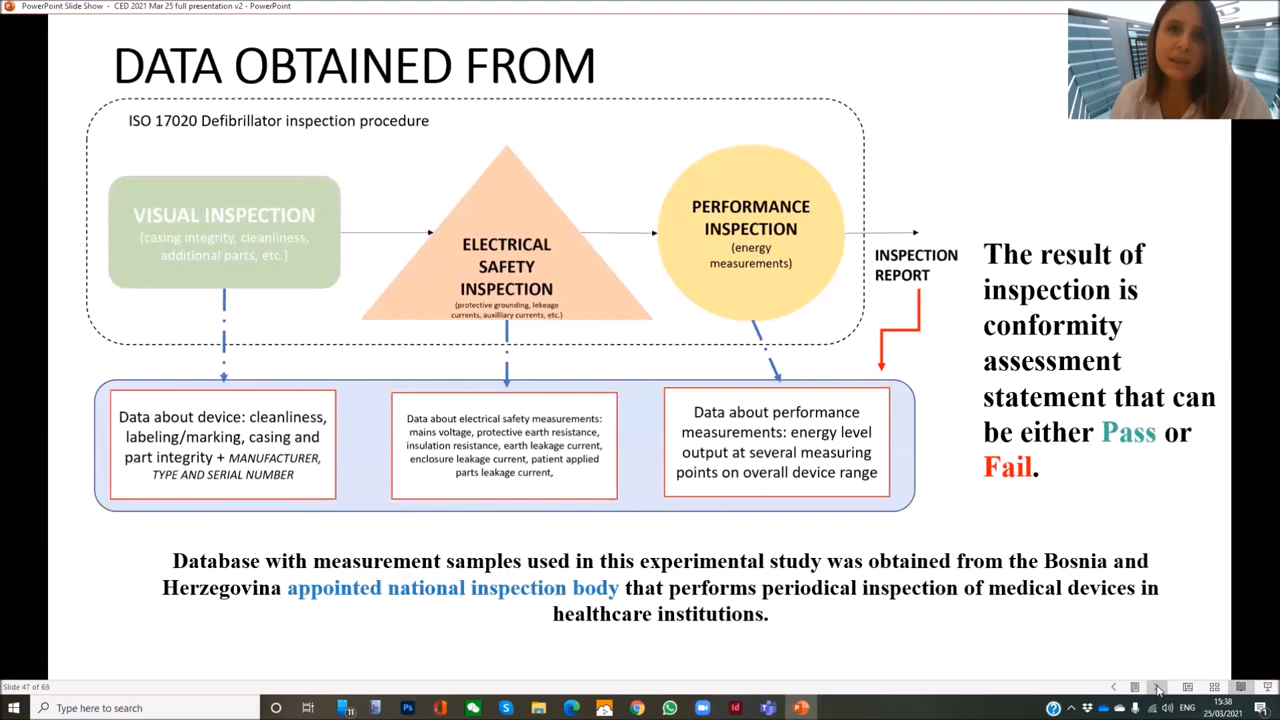 PowerPoint Slide Show - CED 2021 Mar 25 full presentation v2 - PowerPoint
DATA OBTAINED FROM
ISO 17020 Defibrillator inspection procedure
VISUAL INSPECTION
(casing integrity, cleanliness,
additional parts, etc.)
ELECTRICAL
SAFETY
INSPECTION
(protective grounding, lekeage
currents, auxilliary currents, etc.)
PERFORMANCE
INSPECTION
(energy
measurements)
INSPECTION
REPORT
The result of
inspection is
conformity
assessment
statement that can
be either Pass or
Fail.
Data about device: cleanliness,
labeling/marking, casing and
part integrity + MANUFACTURER,
TYPE AND SERIAL NUMBER
Data about electrical safety measurements:
mains voltage, protective earth resistance,
insulation resistance, earth leakage current,
enclosure leakage current, patient applied
parts leakage current,
Data about performance
measurements: energy level
output at several measuring
points on overall device range
Database with measurement samples used in this experimental study was obtained from the Bosnia and
Herzegovina appointed national inspection body that performs periodical inspection of medical devices in
healthcare institutions.
Slide 47 of 68
Type here to search
11
Ps
Id
ENG
15:38
25/03/2021